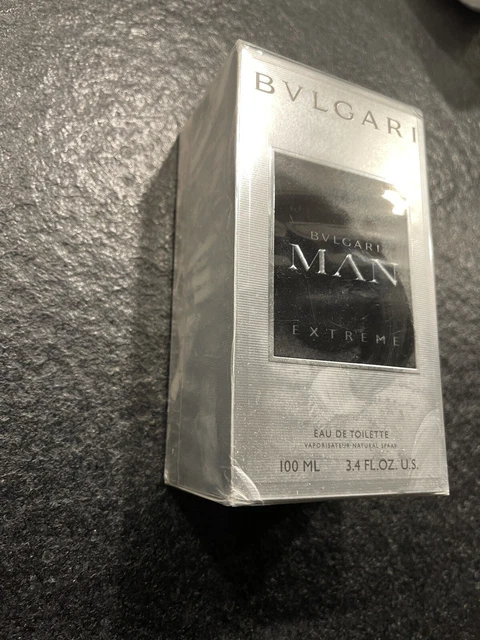 BVLGARI
BVLGARI
MAN
EXTREME
EAU DE TOILETTE
VAPORISATEUR NATURAL SPRAY
100 ML 3.4 FL.OZ. U.S.